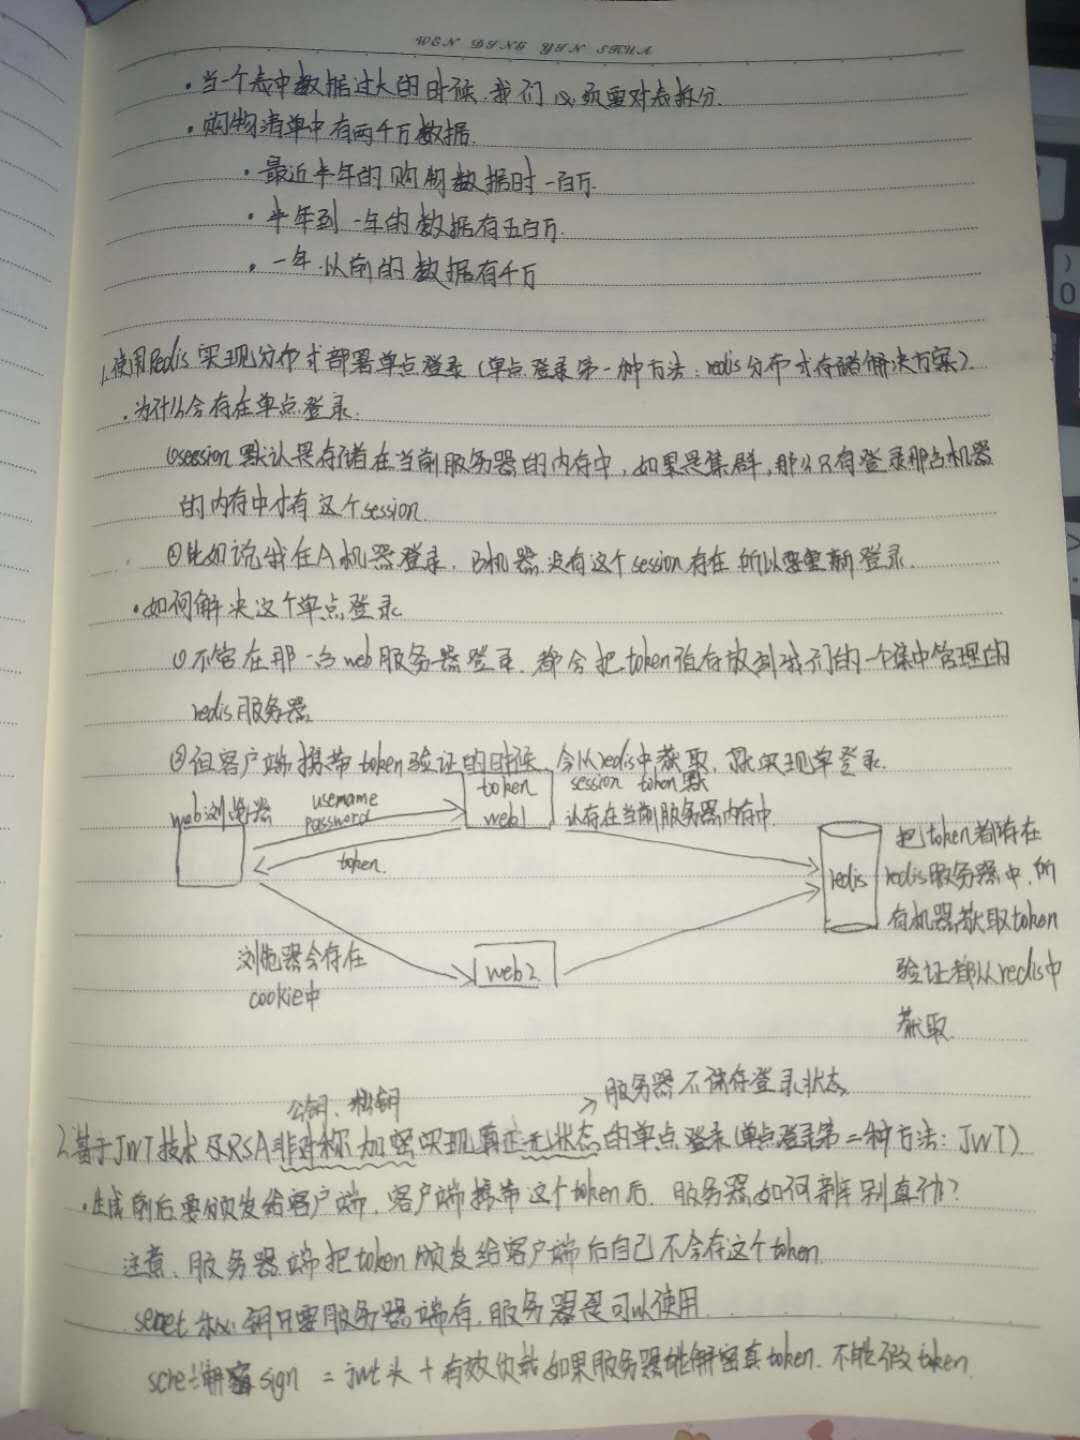 WEN DING YIN SHUA
·当一个表中数据过大的时候,我们必须要对表拆分.
·购物清单中有两千万数据.
·最近半年的购物数据时一百万.
·半年到一年的数据有五百万.
·一年以前的数据有千万
1.使用Redis实现分布式部署单点登录(单点登录第一种方法:redis分布式存储解决方案).
·为什么会存在单点登录.
①session默认是存储在当前服务器的内存中,如果是集群,那么只有登录那台机器
的内存中才有这个session.
②比如说我在A机器登录,B机器没有这个session存在,所以要重新登录.
·如何解决这个单点登录
①不管在那一台web服务器登录,都会把token值存放到我们的一个集中管理的
redis服务器.
②但客户端携带token验证的时候,会从redis中获取,就实现单登录.
web浏览器
username
password
token
web1
session token默
认存在当前服务器内存中
token.
redis
把token都存在
redis服务器中,所
有机器获取token
验证都从redis中
获取.
浏览器会存在
cookie中
web2
→服务器不保存登录状态
公钥、私钥
2.基于JWT技术及RSA非对称加密实现真正无状态的单点登录(单点登录第二种方法:JWT).
·生成 后要颁发给客户端,客户端携带这个token后,服务器如何辨别真伪?
注意:服务器端把token颁发给客户端后自己不会存这个token
secret 私钥只要服务器端存,服务器是可以使用.
解密sign = jwt头 + 有效负载 如果服务器能解密真token.不能假token.